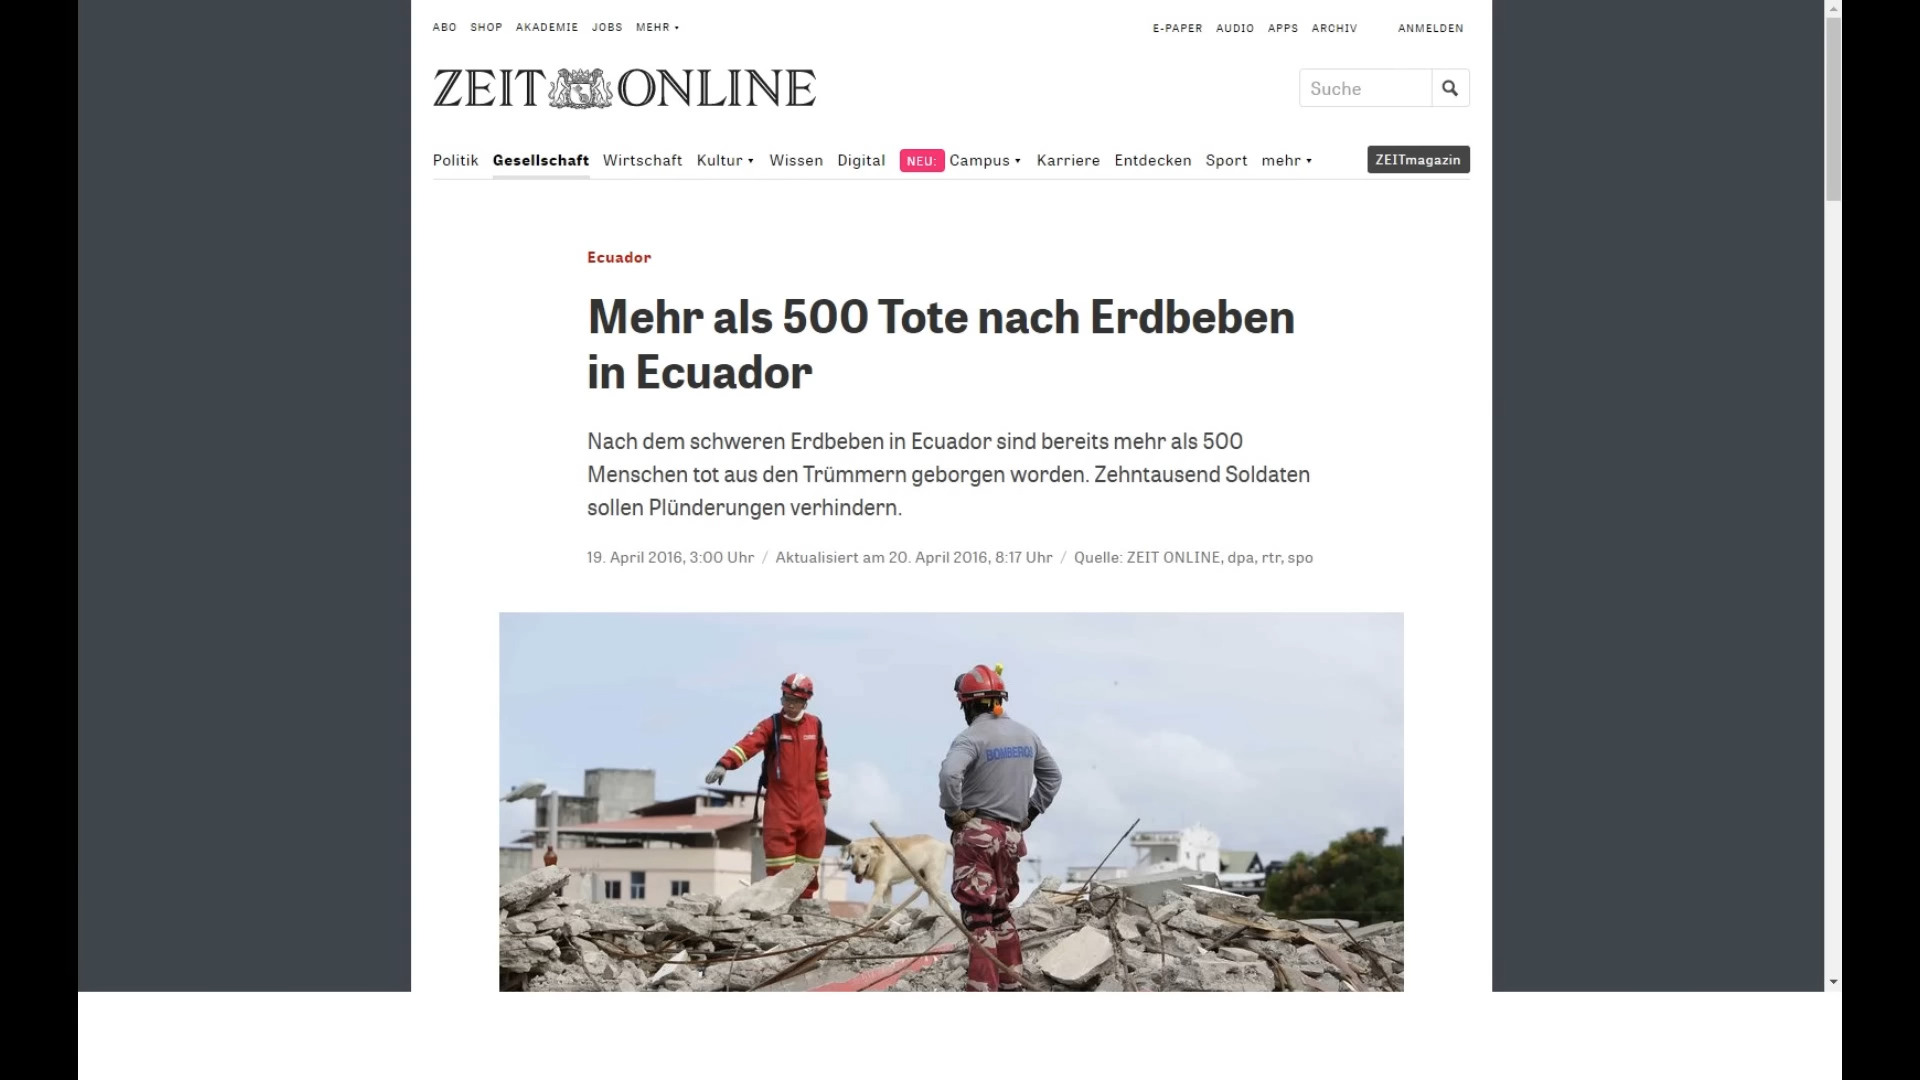 ABO SHOP AKADEMIE JOBS MEHR
E-PAPER AUDIO APPS ARCHIV ANMELDEN
ZEIT ONLINE
Suche
Politik Gesellschaft Wirtschaft Kultur Wissen Digital NEU: Campus Karriere Entdecken Sport mehr ZEITmagazin
Ecuador
Mehr als 500 Tote nach Erdbeben
in Ecuador
Nach dem schweren Erdbeben in Ecuador sind bereits mehr als 500
Menschen tot aus den Trümmern geborgen worden. Zehntausend Soldaten
sollen Plünderungen verhindern.
19. April 2016, 3:00 Uhr / Aktualisiert am 20. April 2016, 8:17 Uhr / Quelle: ZEIT ONLINE, dpa, rtr, spo
BOMBEROS